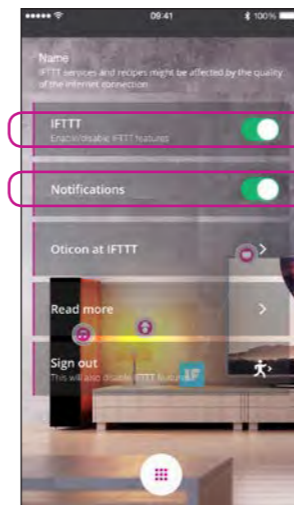 09:41
100%
Name
IFTTT services and recipes might be affected by the quality
of the internet connection
IFTTT
Enable/disable IFTTT features
Notifications
Oticon at IFTTT
Read more
Sign out
This will also disable IFTTT features
IF